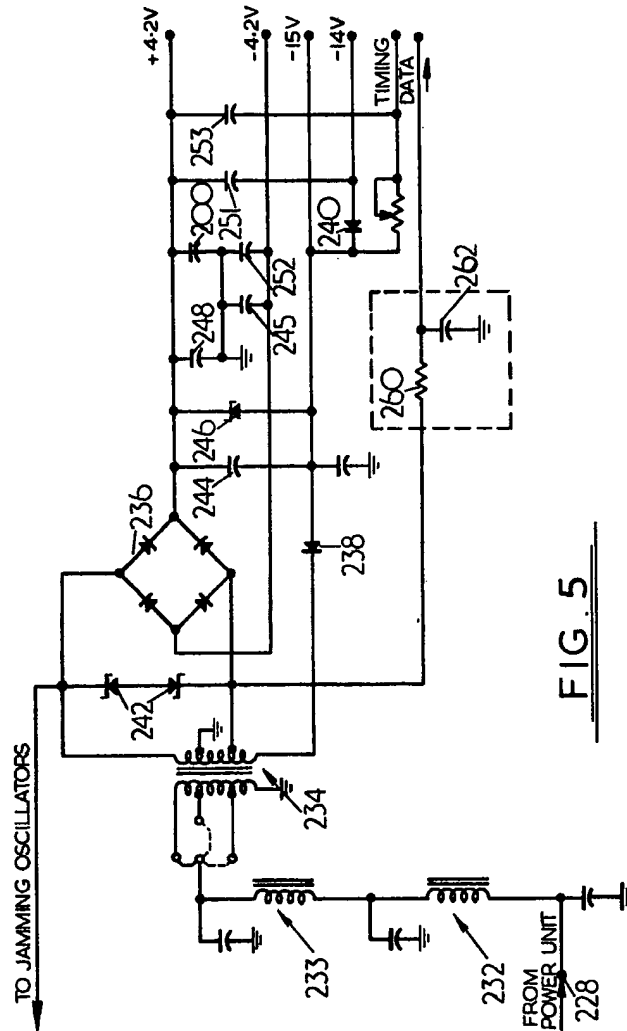 TO JAMMING OSCILLATORS
+4·2V
-4.2V
-15V
-14V
TIMING
DATA
236
242
234
233
232
FROM
POWER UNIT
228
244
246
248
245
200
252
251
253
240
238
260
262
FIG. 5